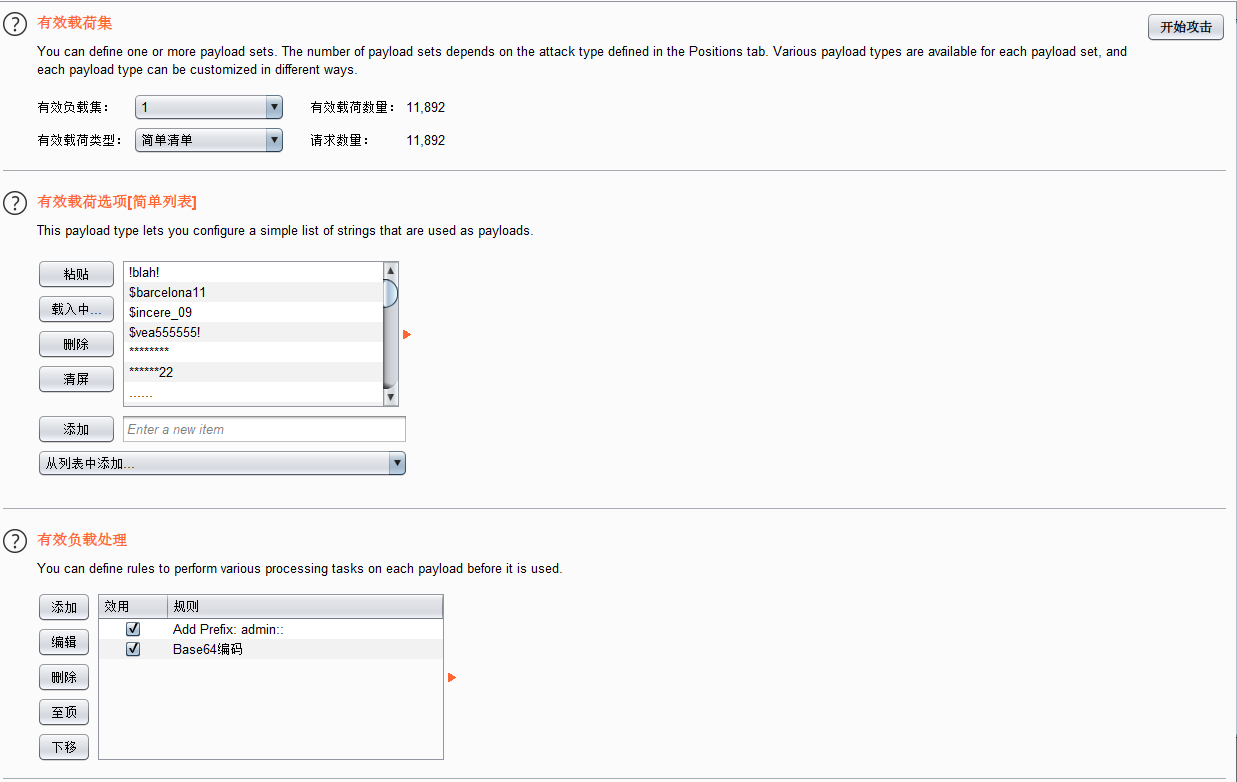 有效载荷集
开始攻击
You can define one or more payload sets. The number of payload sets depends on the attack type defined in the Positions tab. Various payload types are available for each payload set, and
each payload type can be customized in different ways.
有效负载集： 1 有效载荷数量： 11,892
有效载荷类型： 简单清单 请求数量： 11,892
有效载荷选项[简单列表]
This payload type lets you configure a simple list of strings that are used as payloads.
粘贴
载入中...
删除
清屏
!blah!
$barcelona11
$incere_09
$vea555555!
********
******22
......
添加 Enter a new item
从列表中添加...
有效负载处理
You can define rules to perform various processing tasks on each payload before it is used.
添加
编辑
删除
至顶
下移
效用 规则
Add Prefix: admin::
Base64编码